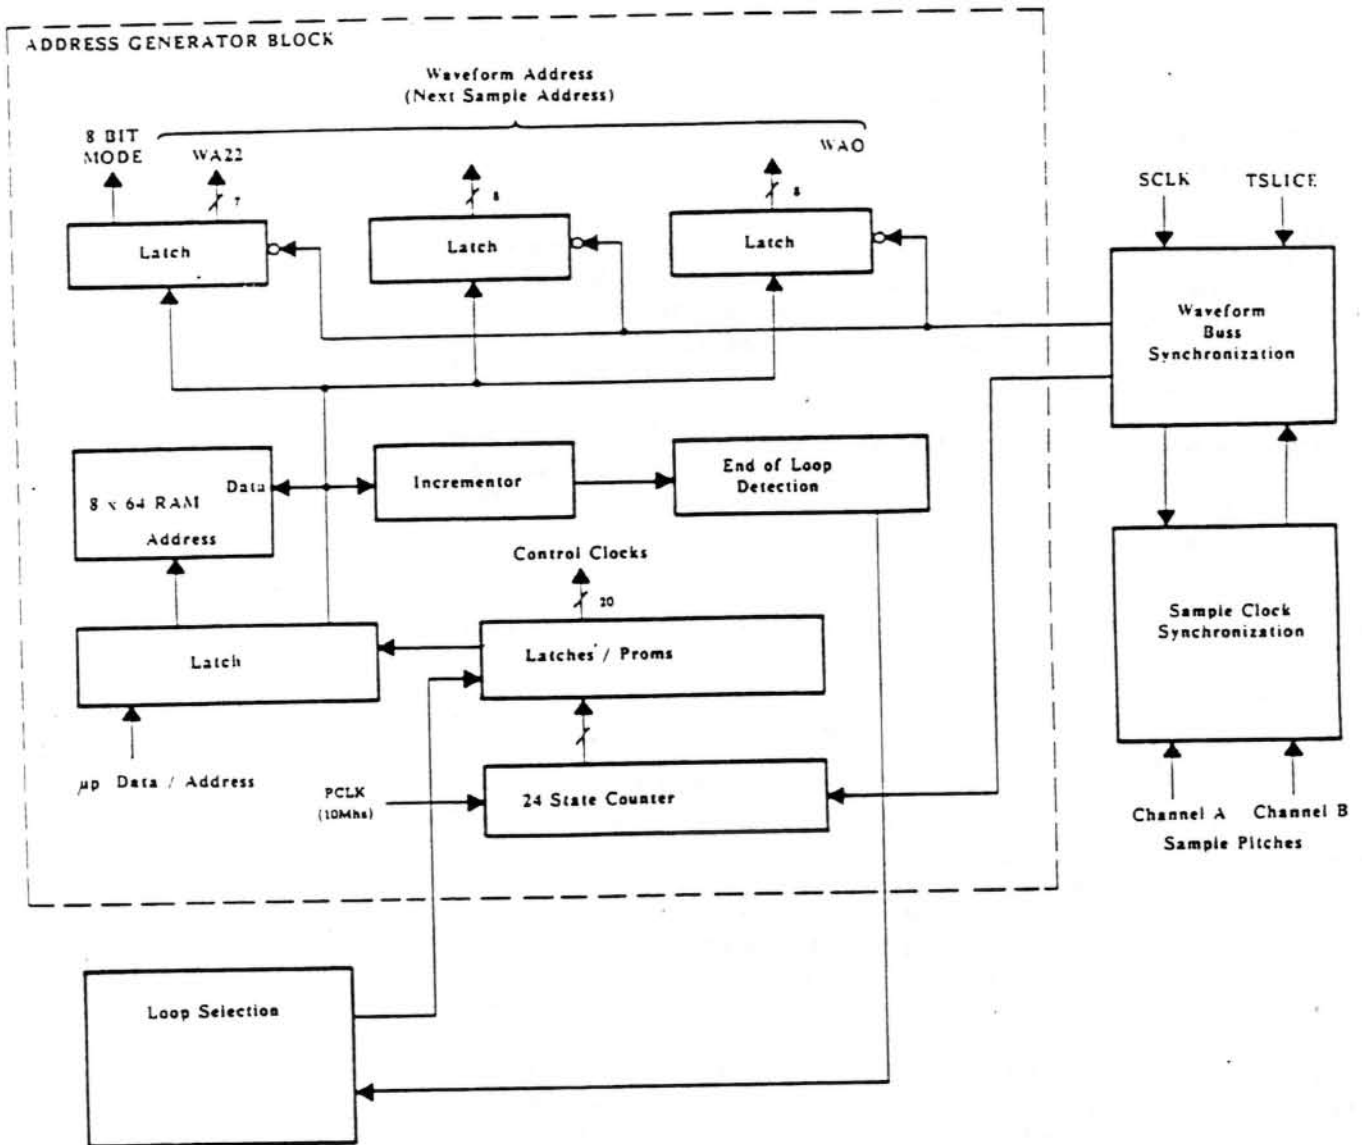 ADDRESS GENERATOR BLOCK
Waveform Address
(Next Sample Address)
8 BIT
MODE
WA22
WAO
7
8
8
Latch
Latch
Latch
SCLK
TSLICE
Waveform
Buss
Synchronization
8 x 64 RAM
Data
Address
Incrementor
End of Loop
Detection
Control Clocks
20
Latch
Latches / Proms
Sample Clock
Synchronization
µp Data / Address
PCLK
(10Mhz)
24 State Counter
Channel A
Channel B
Sample Pitches
Loop Selection